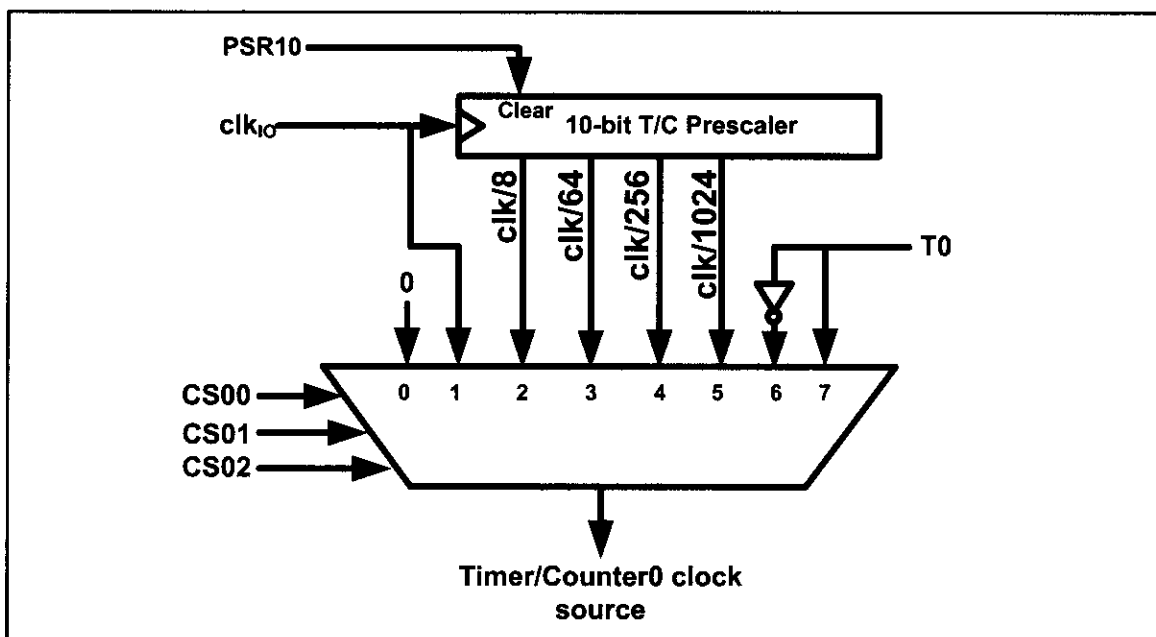 PSR10
Clear
clk_IO
10-bit T/C Prescaler
clk/8
clk/64
clk/256
clk/1024
T0
0
0 1 2 3 4 5 6 7
CS00
CS01
CS02
Timer/Counter0 clock
source